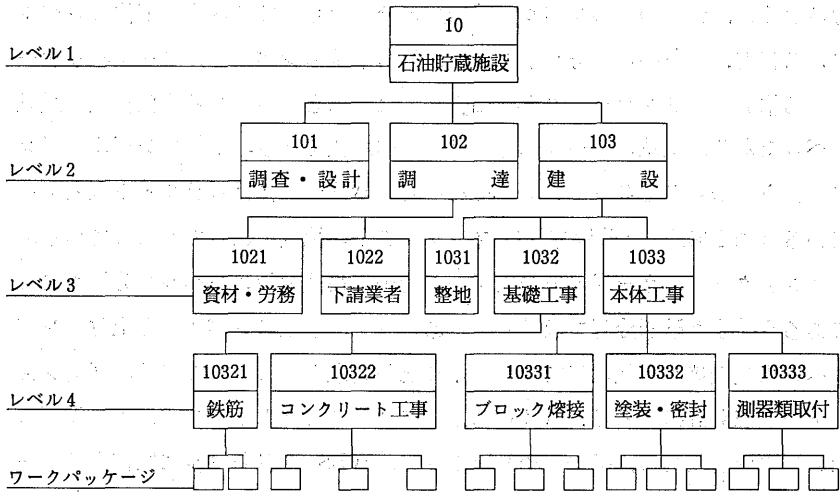 10
レベル1
石油貯蔵施設
101 102 103
レベル2
調査・設計 調達 建設
1021 1022 1031 1032 1033
レベル3
資材・労務 下請業者 整地 基礎工事 本体工事
10321 10322 10331 10332 10333
レベル4
鉄筋 コンクリート工事 ブロック熔接 塗装・密封 測器類取付
ワークパッケージ